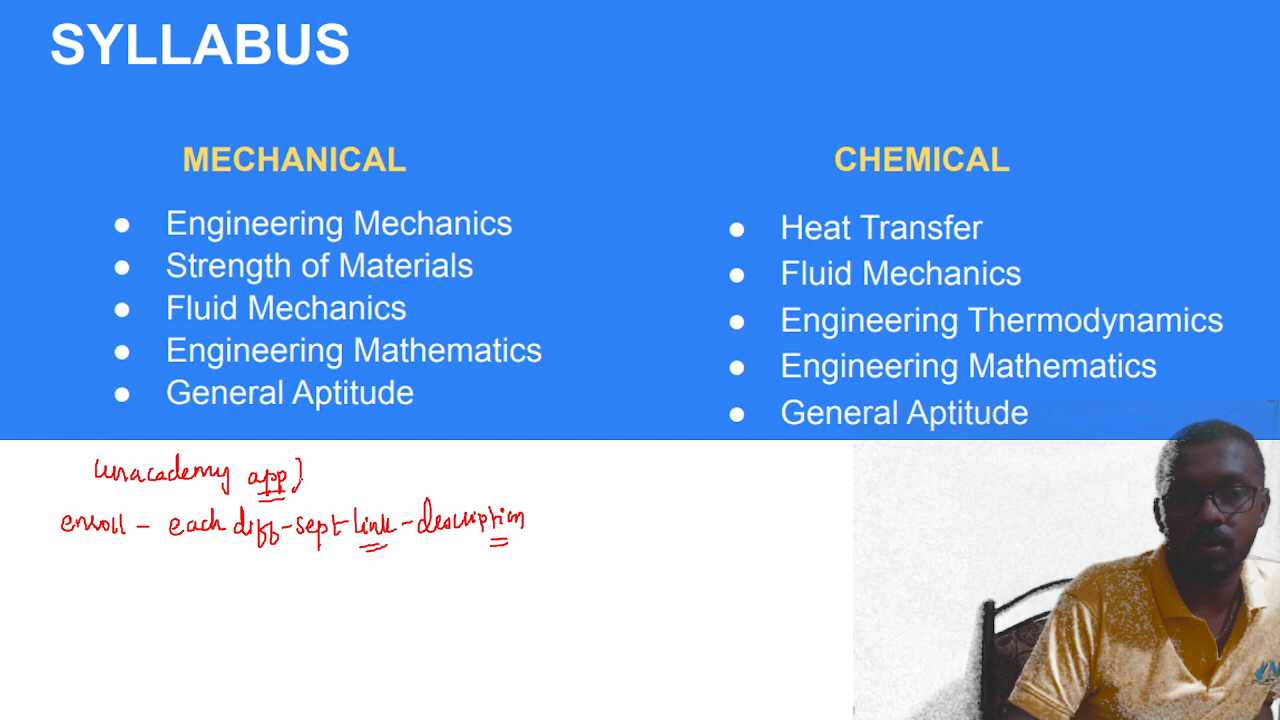 SYLLABUS
MECHANICAL
● Engineering Mechanics
● Strength of Materials
● Fluid Mechanics
● Engineering Mathematics
● General Aptitude
CHEMICAL
● Heat Transfer
● Fluid Mechanics
● Engineering Thermodynamics
● Engineering Mathematics
● General Aptitude
(unacademy app)
enroll - each diff-sept link - description